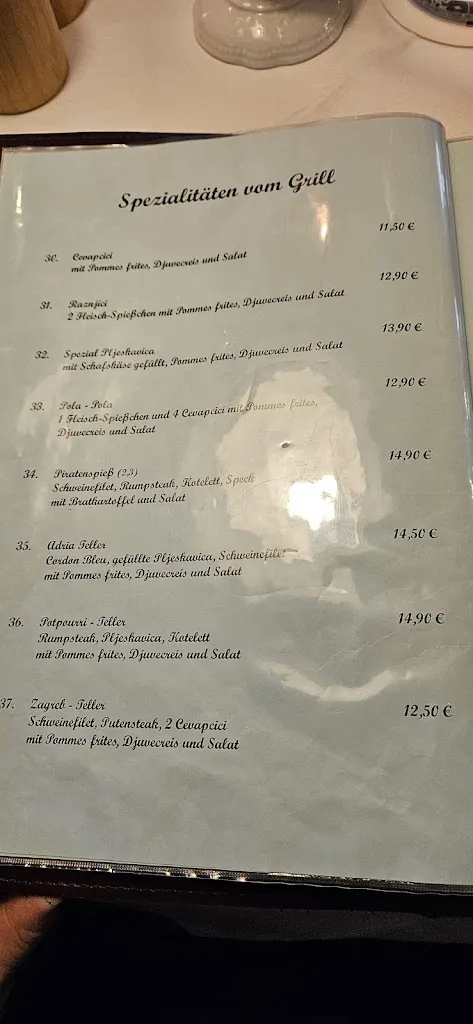 Spezialitäten vom Grill
11,50 €
30. Cevapcici
mit Pommes frites, Djuvecreis und Salat
12,90 €
31. Raznjici
2 Fleisch-Spießchen mit Pommes frites, Djuvecreis und Salat
13,90 €
32. Spezial Pljeskavica
mit Schafskäse gefüllt, Pommes frites, Djuvecreis und Salat
12,90 €
33. Pola - Pola
1 Fleisch-Spießchen und 4 Cevapcici mit Pommes frites,
Djuvecreis und Salat
14,90 €
34. Piratenspieß (2,3)
Schweinefilet, Rumpsteak, Kotelett, Speck
mit Bratkartoffel und Salat
14,50 €
35. Adria Teller
Cordon Bleu, gefüllte Pljeskavica, Schweinefilet
mit Pommes frites, Djuvecreis und Salat
14,90 €
36. Potpourri - Teller
Rumpsteak, Pljeskavica, Kotelett
mit Pommes frites, Djuvecreis und Salat
12,50 €
37. Zagreb - Teller
Schweinefilet, Putensteak, 2 Cevapcici
mit Pommes frites, Djuvecreis und Salat